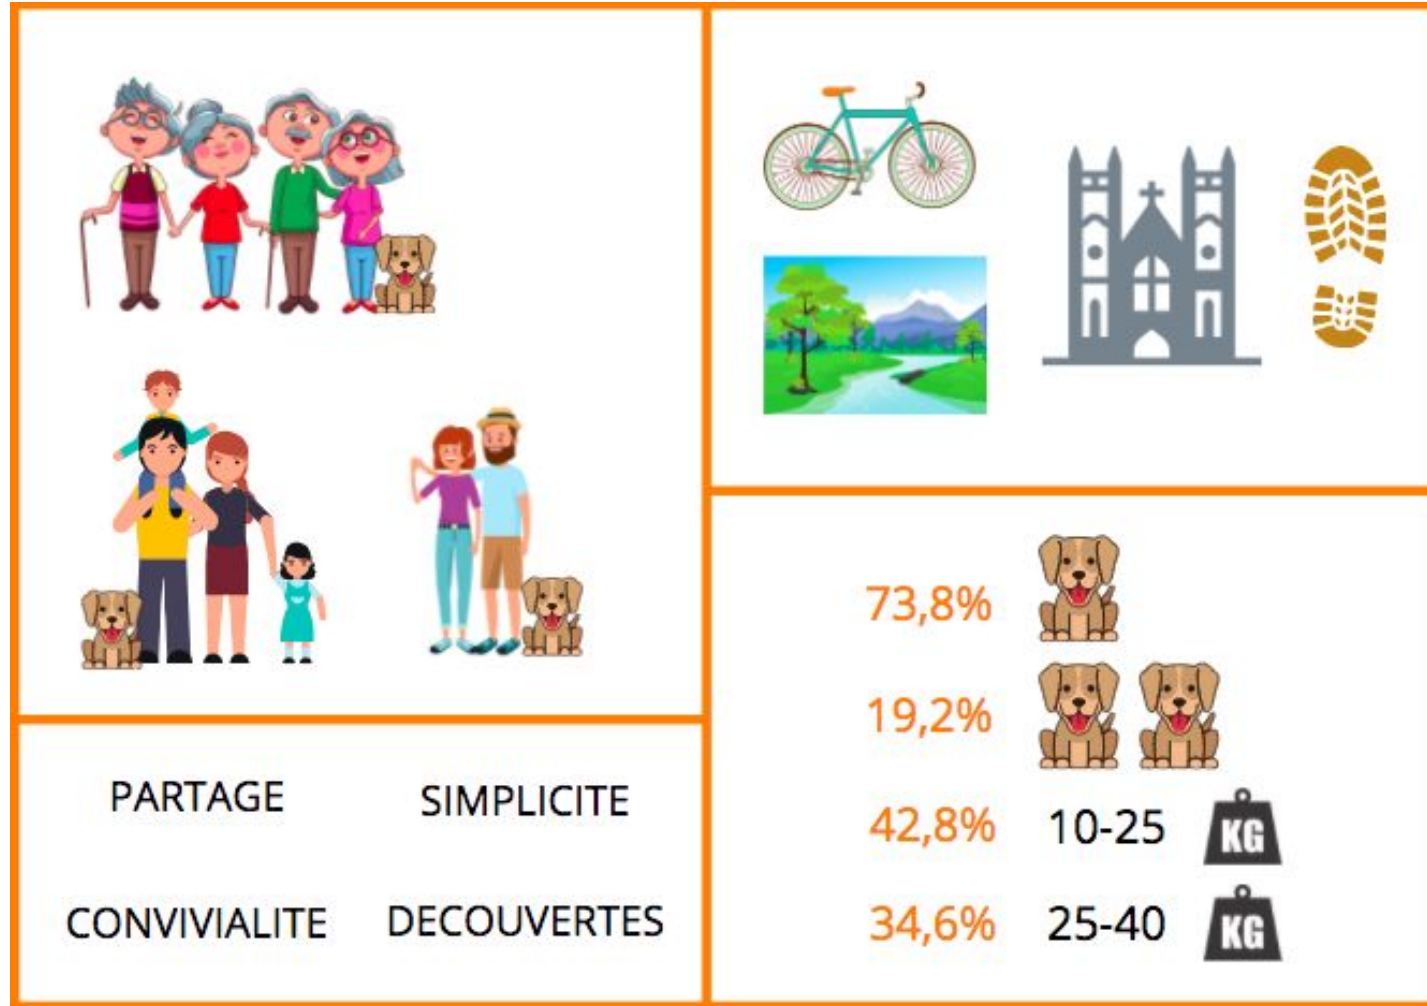 PARTAGE SIMPLICITE
CONVIVIALITE DECOUVERTES
73,8%
19,2%
42,8% 10-25 KG
34,6% 25-40 KG